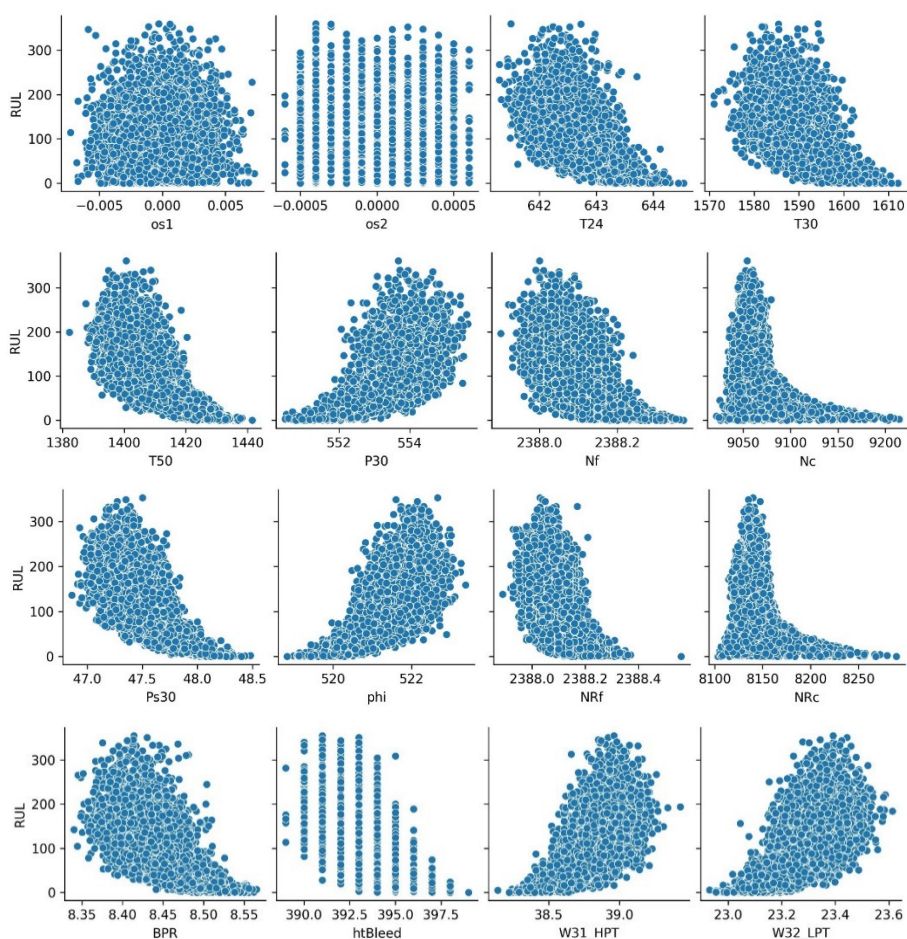 300
200
100
0
RUL
−0.005 0.000 0.005
−0.0005 0.0000 0.0005
642 643 644
1570 1580 1590 1600 1610
os1
os2
T24
T30
300
200
100
0
RUL
1380 1400 1420 1440
552 554
2388.0 2388.2
9050 9100 9150 9200
T50
P30
Nf
Nc
300
200
100
0
RUL
47.0 47.5 48.0 48.5
520 522
2388.0 2388.2 2388.4
8100 8150 8200 8250
Ps30
phi
NRf
NRc
300
200
100
0
RUL
8.35 8.40 8.45 8.50 8.55
390.0 392.5 395.0 397.5
38.5 39.0
23.0 23.2 23.4 23.6
BPR
htBleed
W31_HPT
W32_LPT